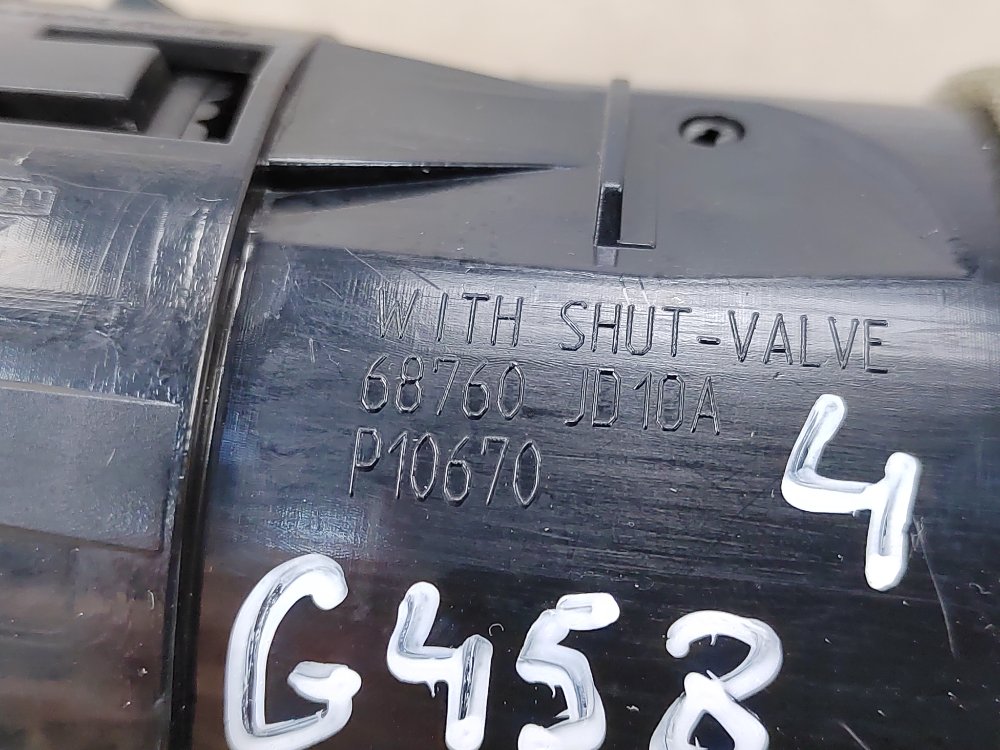 WITH SHUT-VALVE
68760 JD10A
P10670
4
G458